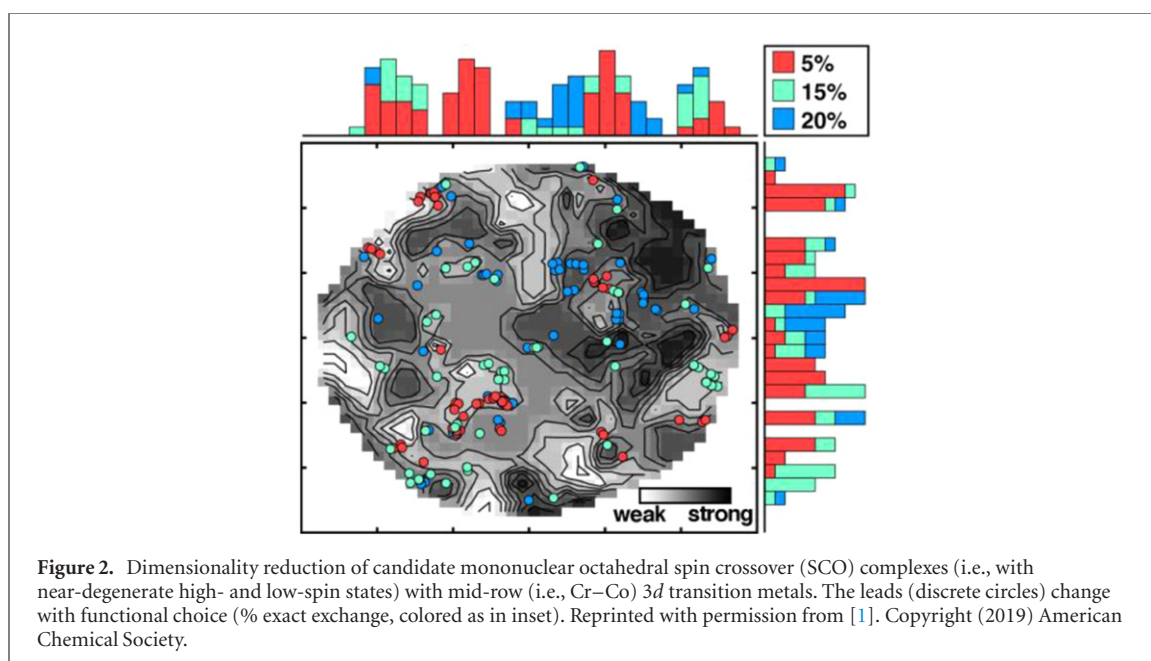 5%
15%
20%
weak strong
Figure 2. Dimensionality reduction of candidate mononuclear octahedral spin crossover (SCO) complexes (i.e., with
near-degenerate high- and low-spin states) with mid-row (i.e., Cr–Co) 3d transition metals. The leads (discrete circles) change
with functional choice (% exact exchange, colored as in inset). Reprinted with permission from [1]. Copyright (2019) American
Chemical Society.